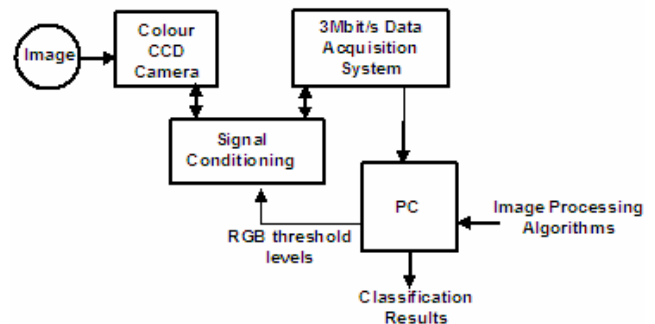 Image
Colour
CCD
Camera
3Mbit/s Data
Acquisition
System
Signal
Conditioning
PC
Image Processing
Algorithms
RGB threshold
levels
Classification
Results